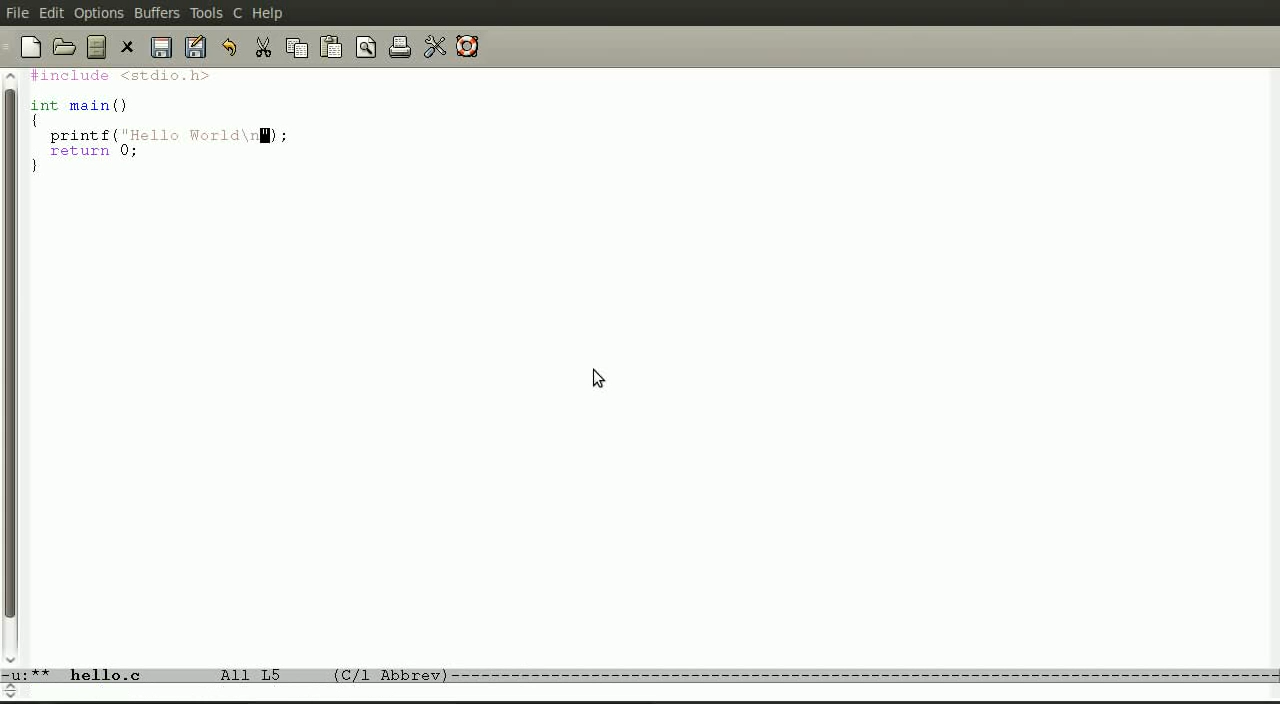 File Edit Options Buffers Tools C Help
#include <stdio.h>
int main()
{
  printf("Hello World\n");
  return 0;
}
-u:**  hello.c        All L5     (C/l Abbrev)-----------------------------------------------------------------------------------